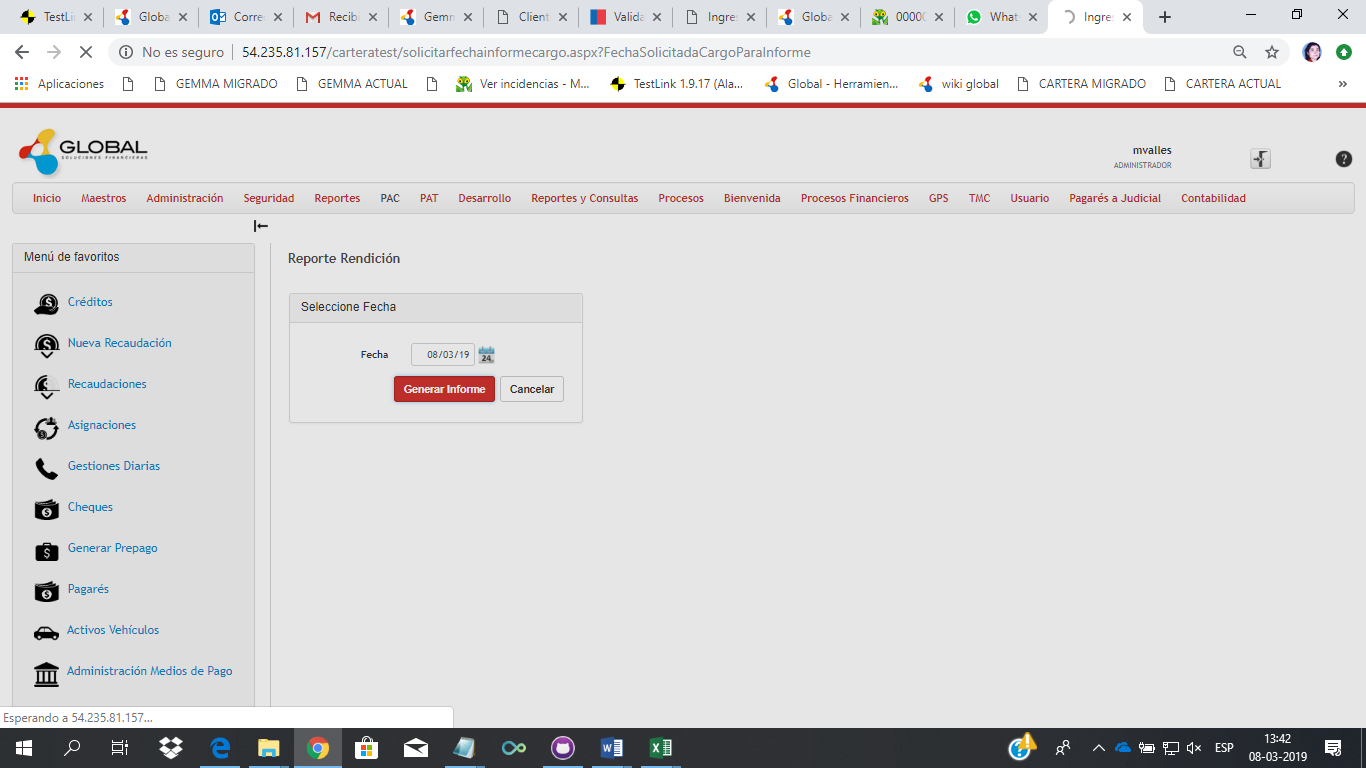 TestLi
Globa
Corre
Recib
Gemn
Client
Valida
Ingre
Globa
00000
What
Ingre
No es seguro
54.235.81.157/carteratest/solicitarfechainformecargo.aspx?FechaSolicitadaCargoParaInforme
Aplicaciones
GEMMA MIGRADO
GEMMA ACTUAL
Ver incidencias - M...
TestLink 1.9.17 (Ala...
Global - Herramien...
wiki global
CARTERA MIGRADO
CARTERA ACTUAL
»
GLOBAL
SOLUCIONES FINANCIERAS
mvalles
ADMINISTRADOR
?
Inicio
Maestros
Administración
Seguridad
Reportes
PAC
PAT
Desarrollo
Reportes y Consultas
Procesos
Bienvenida
Procesos Financieros
GPS
TMC
Usuario
Pagarés a Judicial
Contabilidad
Menú de favoritos
Créditos
Nueva Recaudación
Recaudaciones
Asignaciones
Gestiones Diarias
Cheques
Generar Prepago
Pagarés
Activos Vehículos
Administración Medios de Pago
Reporte Rendición
Seleccione Fecha
Fecha
08/03/19
24
Generar Informe
Cancelar
Esperando a 54.235.81.157...
ESP
13:42
08-03-2019